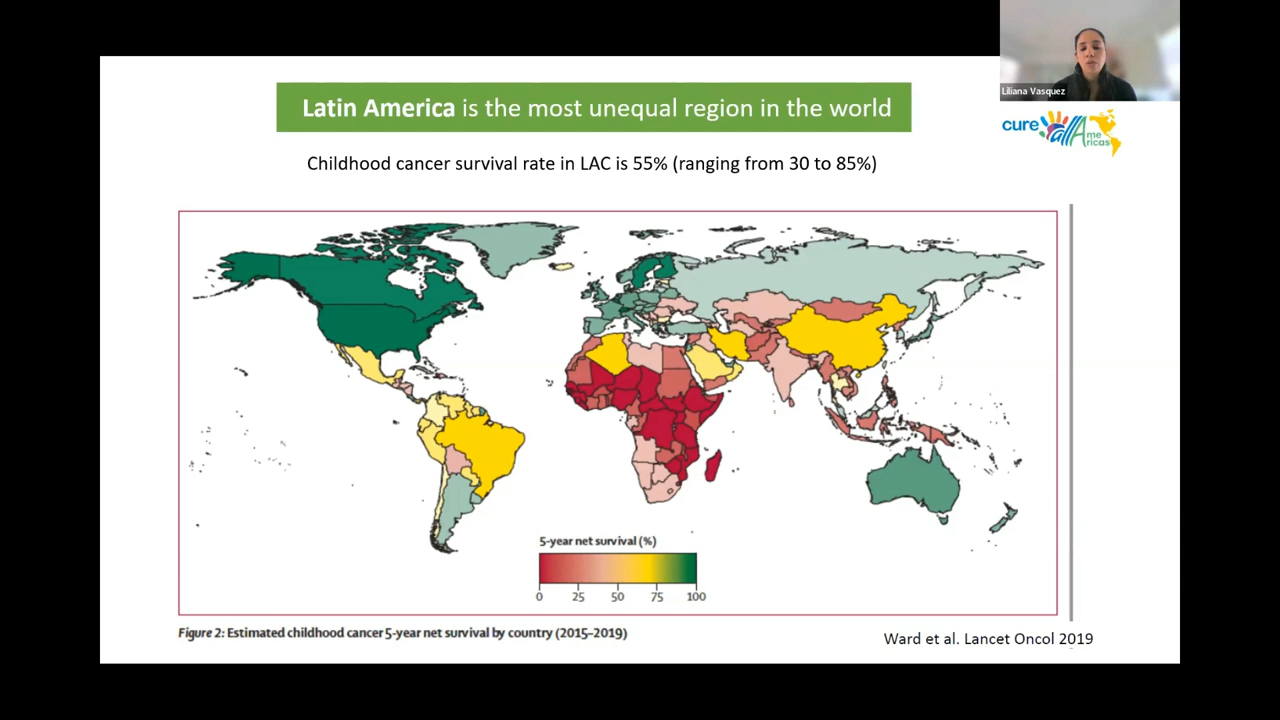 Liliana Vasquez
cure all Americas
Latin America is the most unequal region in the world
Childhood cancer survival rate in LAC is 55% (ranging from 30 to 85%)
5-year net survival (%)
0 25 50 75 100
Figure 2: Estimated childhood cancer 5-year net survival by country (2015–2019)
Ward et al. Lancet Oncol 2019